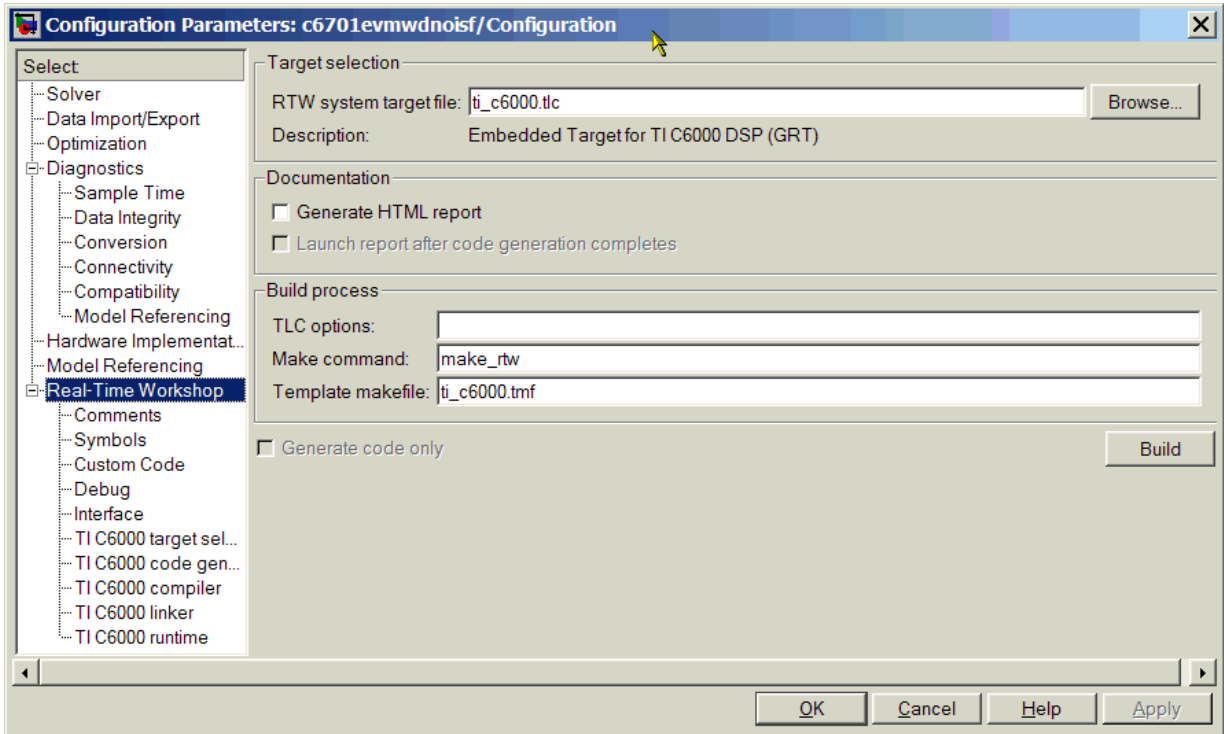 Configuration Parameters: c6701evmwdnoisf/Configuration
Select:
Solver
Data Import/Export
Optimization
Diagnostics
Sample Time
Data Integrity
Conversion
Connectivity
Compatibility
Model Referencing
Hardware Implementat...
Model Referencing
Real-Time Workshop
Comments
Symbols
Custom Code
Debug
Interface
TI C6000 target sel...
TI C6000 code gen...
TI C6000 compiler
TI C6000 linker
TI C6000 runtime
Target selection
RTW system target file: ti_c6000.tlc Browse...
Description: Embedded Target for TI C6000 DSP (GRT)
Documentation
Generate HTML report
Launch report after code generation completes
Build process
TLC options:
Make command: make_rtw
Template makefile: ti_c6000.tmf
Generate code only Build
OK Cancel Help Apply